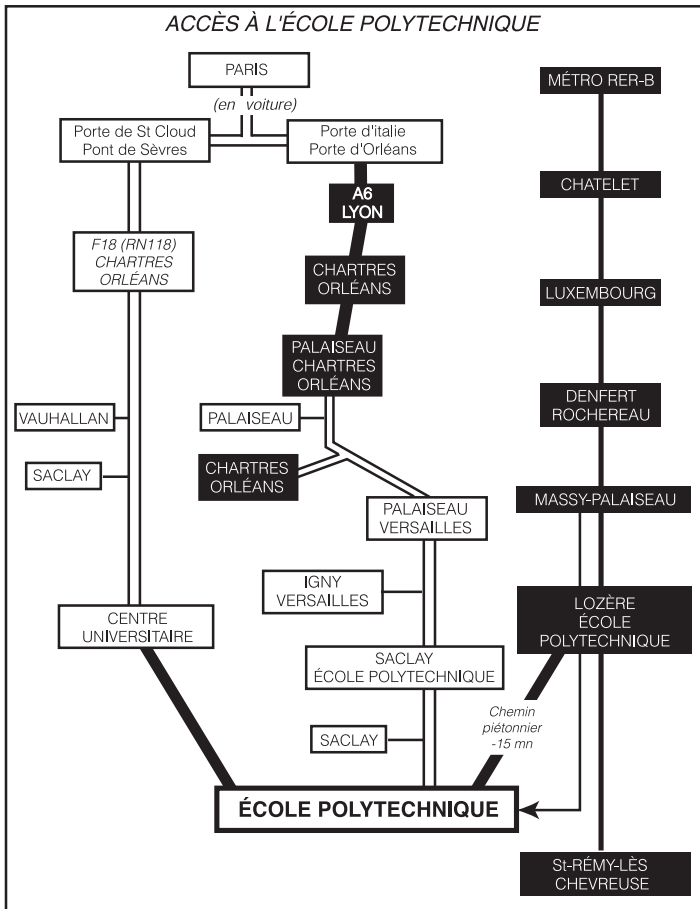 ACCÈS À L'ÉCOLE POLYTECHNIQUE
PARIS
(en voiture)
Porte de St Cloud
Pont de Sèvres
Porte d'italie
Porte d'Orléans
A6
LYON
F18 (RN118)
CHARTRES
ORLÉANS
CHARTRES
ORLÉANS
PALAISEAU
CHARTRES
ORLÉANS
VAUHALLAN
PALAISEAU
SACLAY
CHARTRES
ORLÉANS
PALAISEAU
VERSAILLES
IGNY
VERSAILLES
CENTRE
UNIVERSITAIRE
SACLAY
ÉCOLE POLYTECHNIQUE
SACLAY
ÉCOLE POLYTECHNIQUE
MÉTRO RER-B
CHATELET
LUXEMBOURG
DENFERT
ROCHEREAU
MASSY-PALAISEAU
LOZÈRE
ÉCOLE
POLYTECHNIQUE
Chemin
piétonnier
-15 mn
St-RÉMY-LÈS
CHEVREUSE